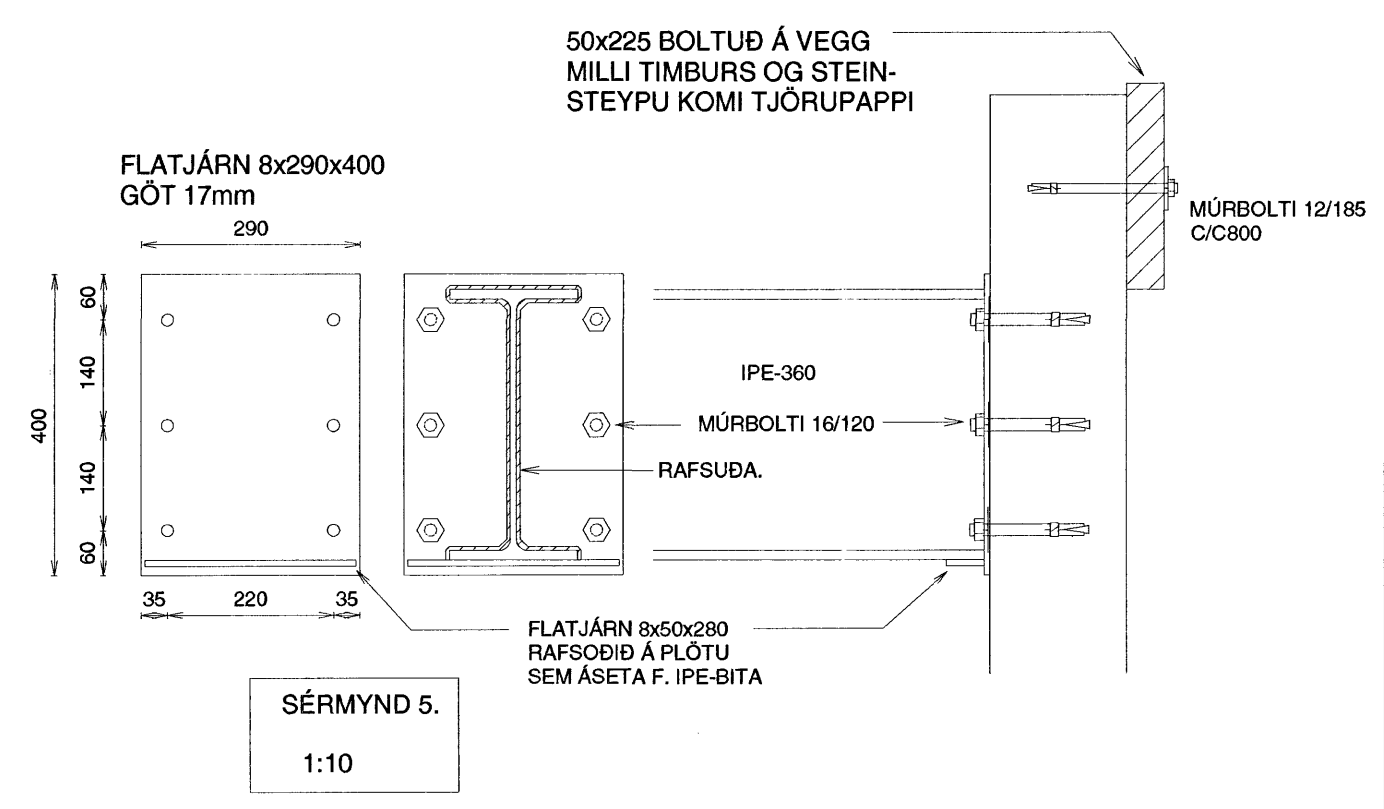 50x225 BOLTUÐ Á VEGG
MILLI TIMBURS OG STEIN-
STEYPU KOMI TJÖRUPAPPI
FLATJÁRN 8x290x400
GÖT 17mm
290
MÚRBOLTI 12/185
C/C800
60
140
400
140
60
IPE-360
MÚRBOLTI 16/120
RAFSUÐA.
35
220
35
FLATJÁRN 8x50x280
RAFSOÐIÐ Á PLÖTU
SEM ÁSETA F. IPE-BITA
SÉRMYND 5.
1:10